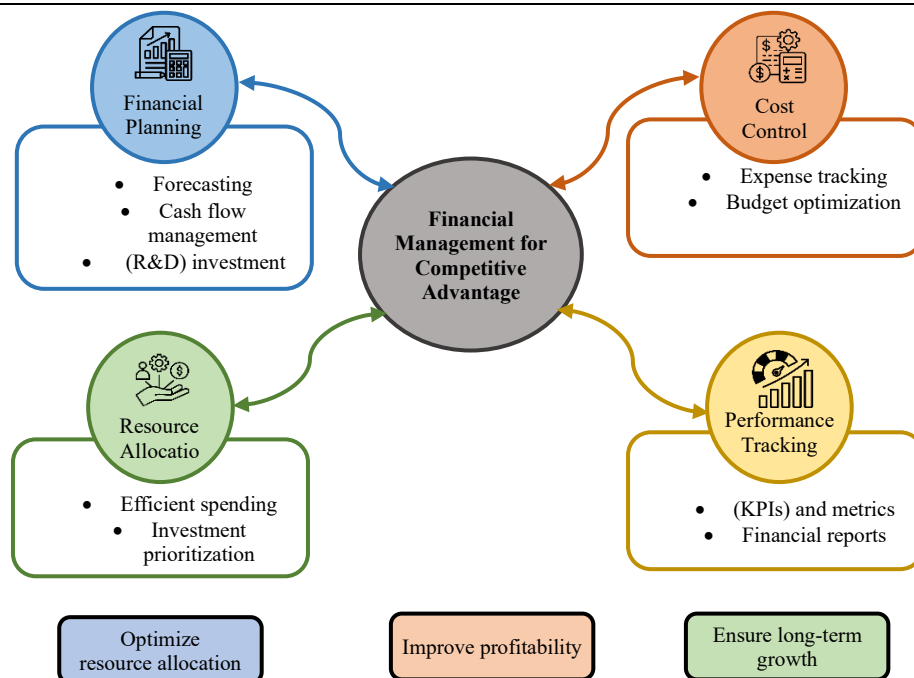 Financial
Planning
• Forecasting
• Cash flow
management
• (R&D) investment
Cost
Control
• Expense tracking
• Budget optimization
Financial
Management for
Competitive
Advantage
Resource
Allocatio
• Efficient spending
• Investment
prioritization
Performance
Tracking
• (KPIs) and metrics
• Financial reports
Optimize
resource allocation
Improve profitability
Ensure long-term
growth